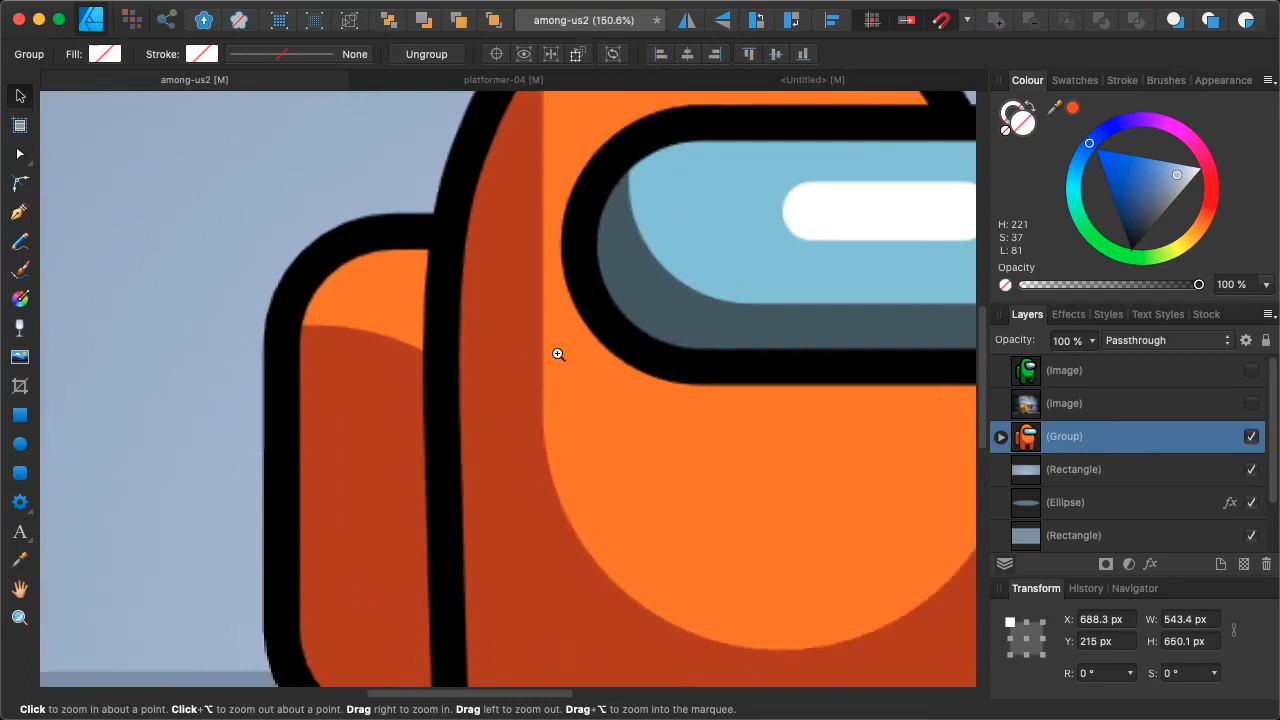 among-us2 (150.6%) *
Group Fill: Stroke: None Ungroup
among-us2 [M] platformer-04 [M] <Untitled> [M]
Colour Swatches Stroke Brushes Appearance
H: 221
S: 37
L: 81
Opacity
100 %
Layers Effects Styles Text Styles Stock
Opacity: 100 % Passthrough
(Image)
(Image)
(Group)
(Rectangle)
(Ellipse) fx
(Rectangle)
fx
Transform History Navigator
X: 688.3 px W: 543.4 px
Y: 215 px H: 650.1 px
R: 0 ° S: 0 °
Click to zoom in about a point. Click+⌥ to zoom out about a point. Drag right to zoom in. Drag left to zoom out. Drag+⌥ to zoom into the marquee.